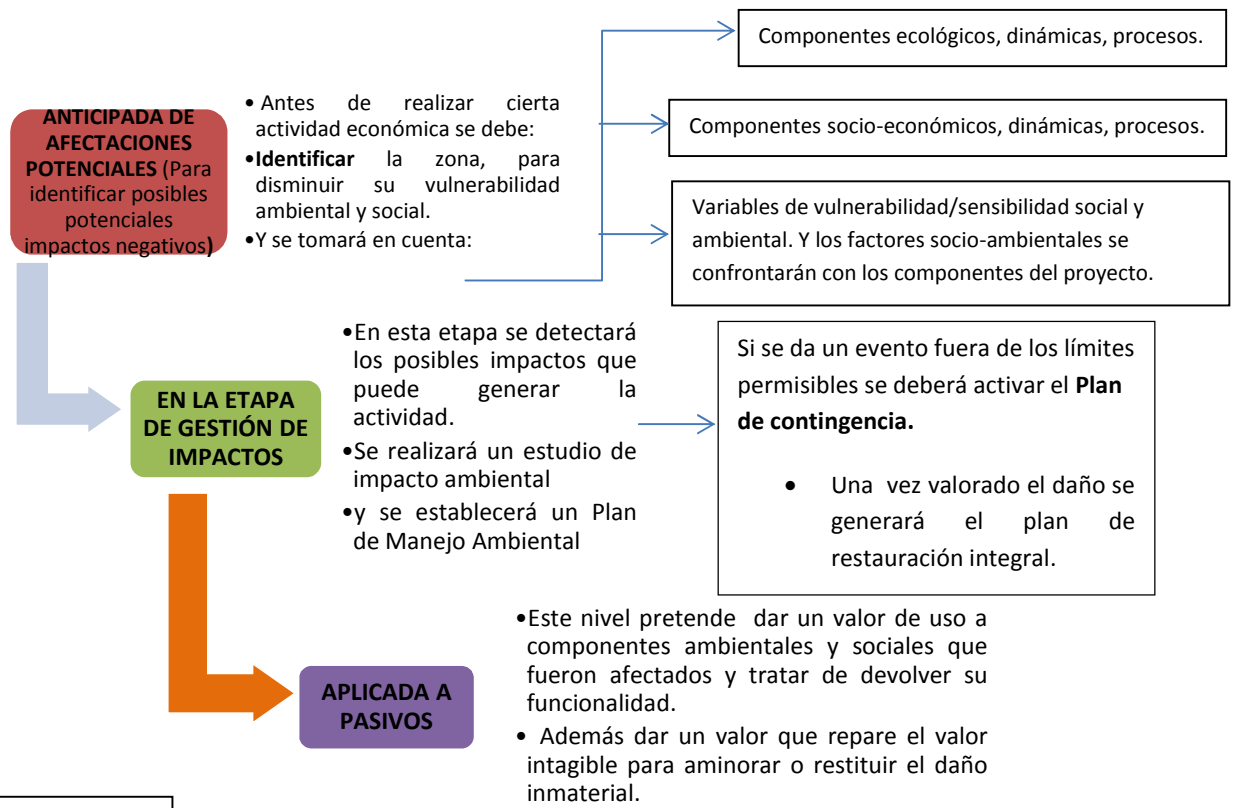 ANTICIPADA DE
AFECTACIONES
POTENCIALES (Para
identificar posibles
potenciales
impactos negativos)
• Antes de realizar cierta
actividad económica se debe:
•Identificar la zona, para
disminuir su vulnerabilidad
ambiental y social.
•Y se tomará en cuenta:
Componentes ecológicos, dinámicas, procesos.
Componentes socio-económicos, dinámicas, procesos.
Variables de vulnerabilidad/sensibilidad social y
ambiental. Y los factores socio-ambientales se
confrontarán con los componentes del proyecto.
EN LA ETAPA
DE GESTIÓN DE
IMPACTOS
•En esta etapa se detectará
los posibles impactos que
puede generar la
actividad.
•Se realizará un estudio de
impacto ambiental
•y se establecerá un Plan
de Manejo Ambiental
Si se da un evento fuera de los límites
permisibles se deberá activar el Plan
de contingencia.
• Una vez valorado el daño se
generará el plan de
restauración integral.
APLICADA A
PASIVOS
•Este nivel pretende dar un valor de uso a
componentes ambientales y sociales que
fueron afectados y tratar de devolver su
funcionalidad.
• Además dar un valor que repare el valor
intagible para aminorar o restituir el daño
inmaterial.